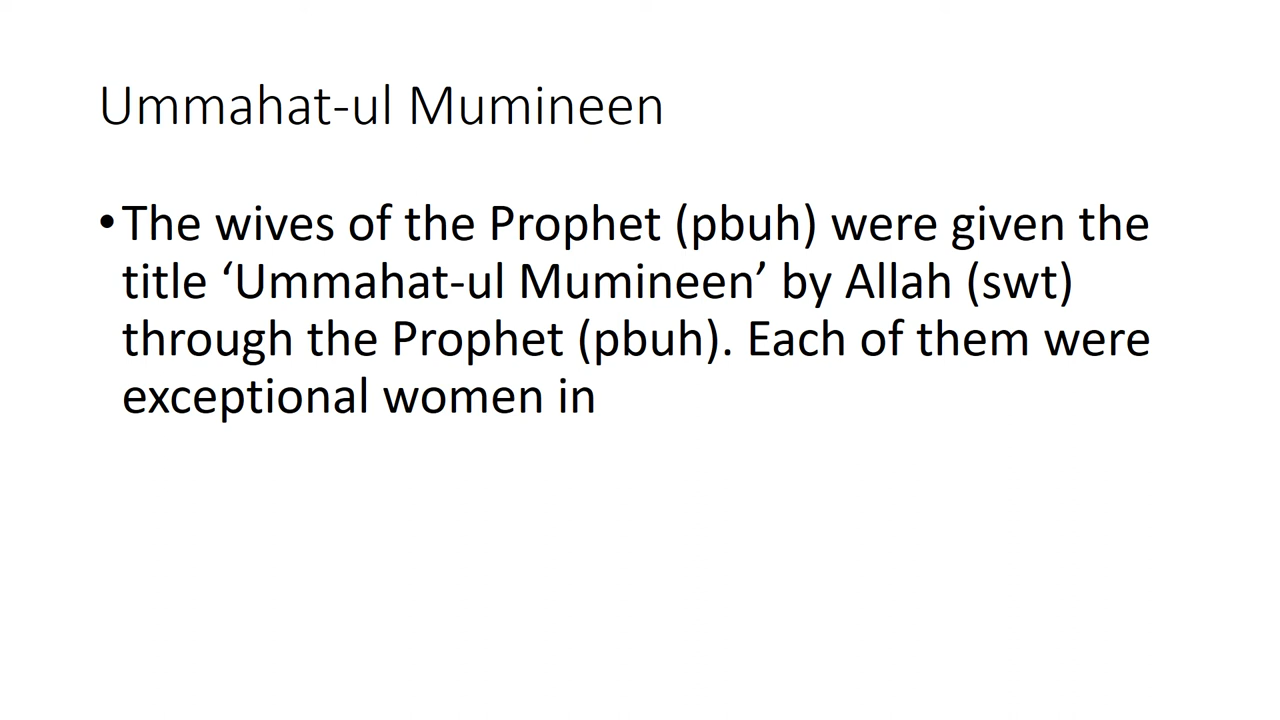 Ummahat-ul Mumineen
•The wives of the Prophet (pbuh) were given the
title ‘Ummahat-ul Mumineen’ by Allah (swt)
through the Prophet (pbuh). Each of them were
exceptional women in